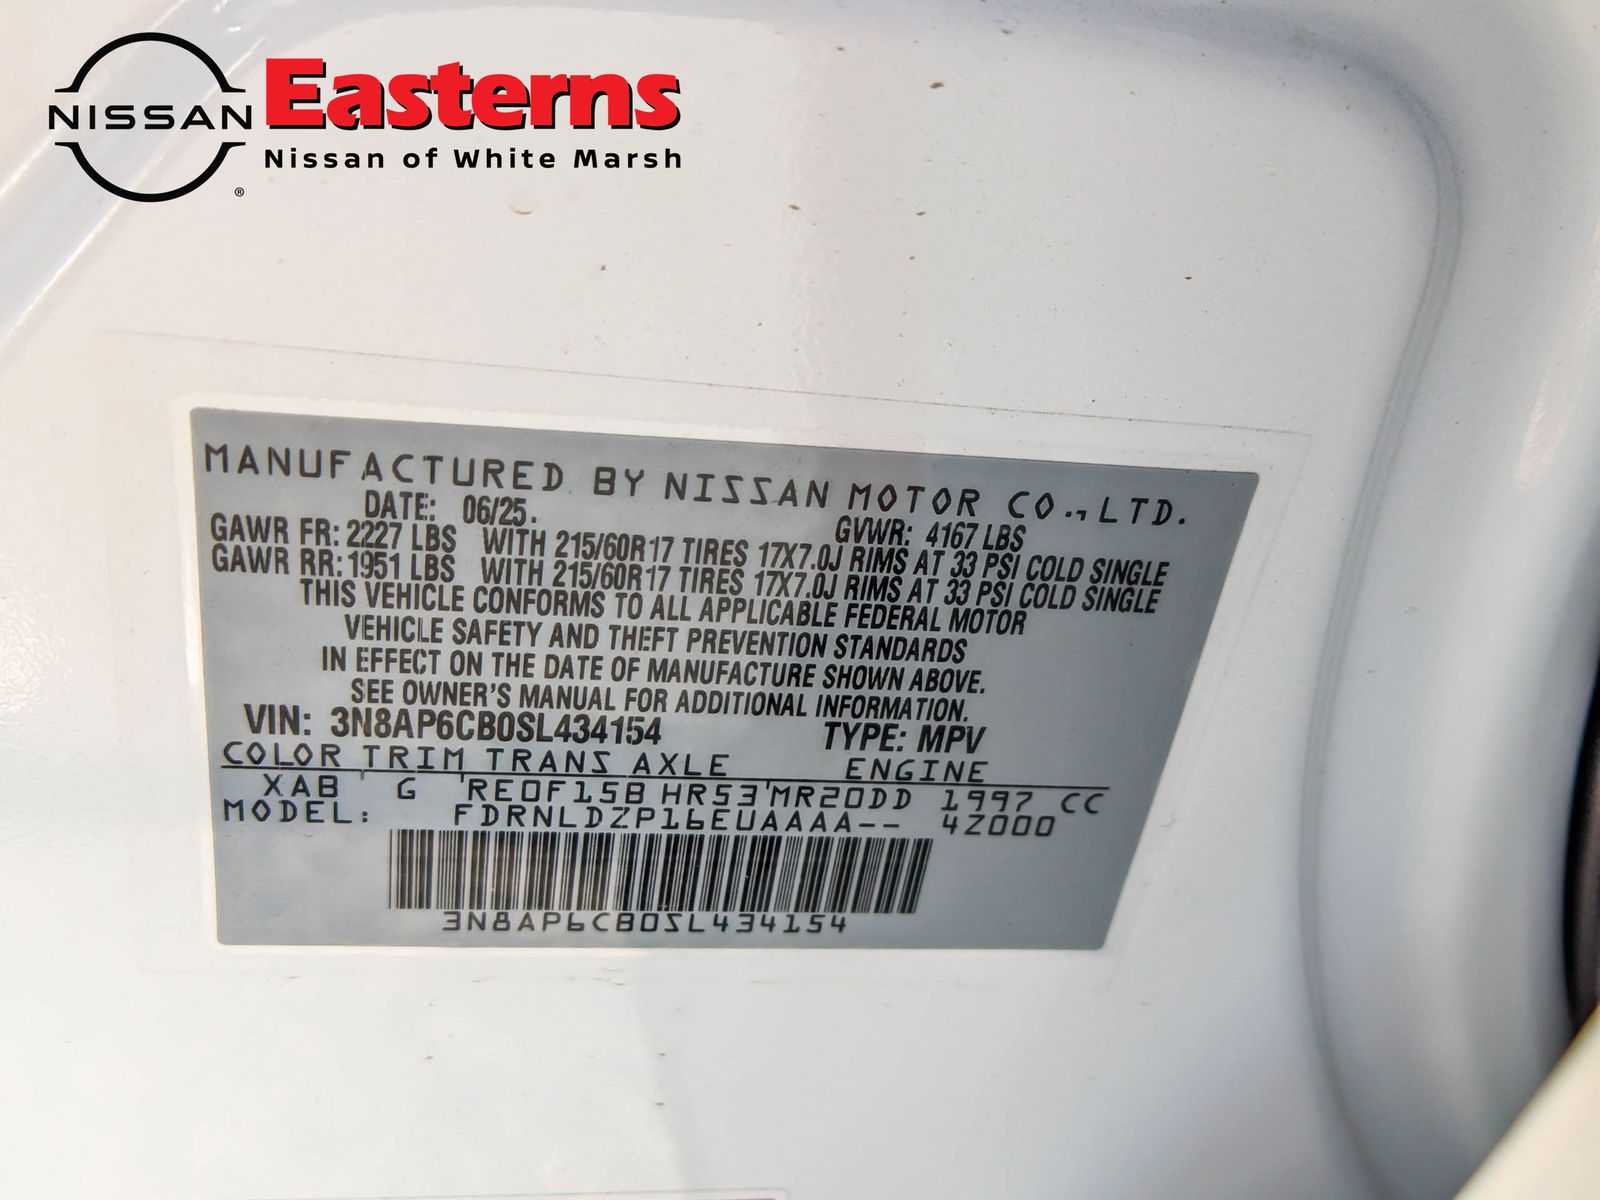 NISSAN
®
Easterns
Nissan of White Marsh
MANUFACTURED BY NISSAN MOTOR CO.,LTD.
DATE: 06/25. GVWR: 4167 LBS
GAWR FR: 2227 LBS WITH 215/60R17 TIRES 17X7.0J RIMS AT 33 PSI COLD SINGLE
GAWR RR: 1951 LBS WITH 215/60R17 TIRES 17X7.0J RIMS AT 33 PSI COLD SINGLE
THIS VEHICLE CONFORMS TO ALL APPLICABLE FEDERAL MOTOR
VEHICLE SAFETY AND THEFT PREVENTION STANDARDS
IN EFFECT ON THE DATE OF MANUFACTURE SHOWN ABOVE.
SEE OWNER'S MANUAL FOR ADDITIONAL INFORMATION.
VIN: 3N8AP6CB0SL434154 TYPE: MPV
COLOR TRIM TRANS AXLE ENGINE
XAB G RE0F15B HR53 MR20DD 1997 CC
MODEL: FDRNLDZP16EUAAAA-- 4Z000
3N8AP6CB0SL434154